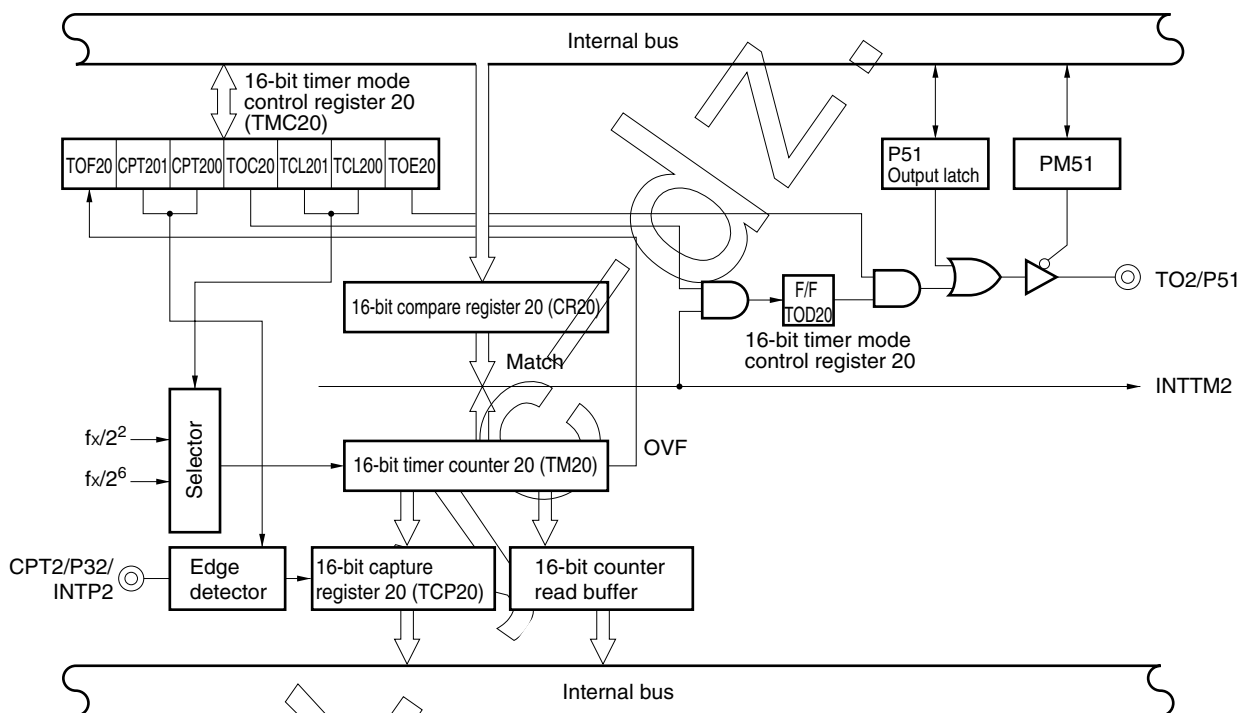 Internal bus
16-bit timer mode
control register 20
(TMC20)
TOF20 CPT201 CPT200 TOC20 TCL201 TCL200 TOE20
P51
Output latch
PM51
16-bit compare register 20 (CR20)
F/F
TOD20
TO2/P51
16-bit timer mode
control register 20
Match
INTTM2
fx/2²
fx/2⁶
Selector
16-bit timer counter 20 (TM20)
OVF
CPT2/P32/
INTP2
Edge
detector
16-bit capture
register 20 (TCP20)
16-bit counter
read buffer
Internal bus